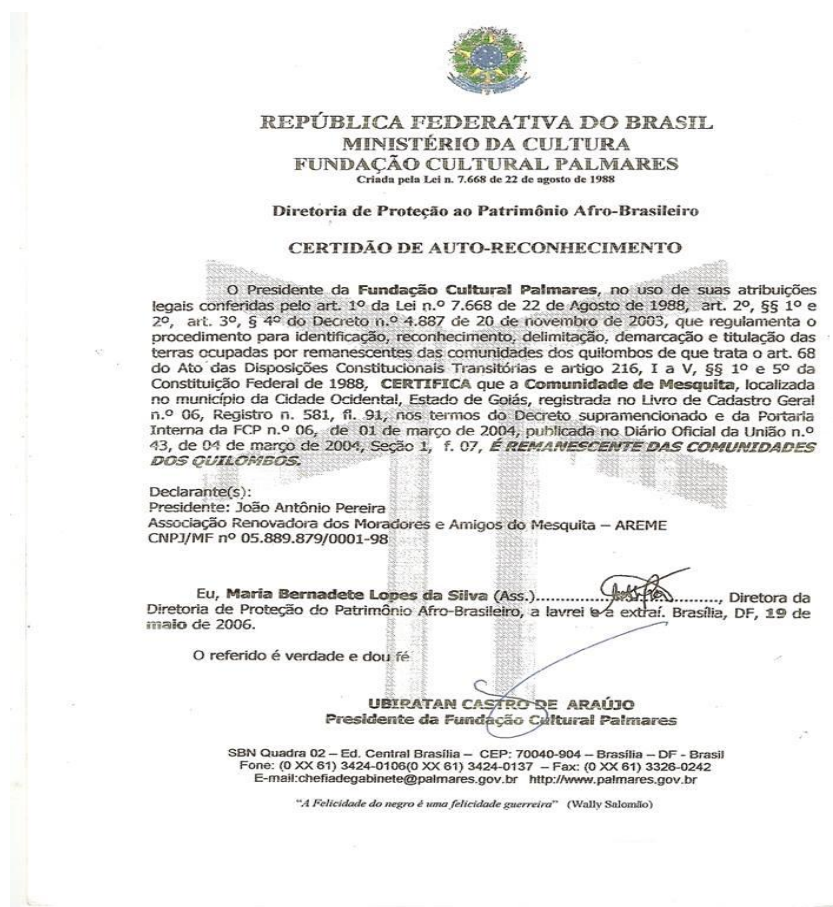 REPÚBLICA FEDERATIVA DO BRASIL
MINISTÉRIO DA CULTURA
FUNDAÇÃO CULTURAL PALMARES
Criada pela Lei n. 7.668 de 22 de agosto de 1988
Diretoria de Proteção ao Patrimônio Afro-Brasileiro
CERTIDÃO DE AUTO-RECONHECIMENTO
O Presidente da Fundação Cultural Palmares, no uso de suas atribuições
legais conferidas pelo art. 1º da Lei n.º 7.668 de 22 de Agosto de 1988, art. 2º, §§ 1º e
2º, art. 3º, § 4º do Decreto n.º 4.887 de 20 de novembro de 2003, que regulamenta o
procedimento para identificação, reconhecimento, delimitação, demarcação e titulação das
terras ocupadas por remanescentes das comunidades dos quilombos de que trata o art. 68
do Ato das Disposições Constitucionais Transitórias e artigo 216, I a V, §§ 1º e 5º da
Constituição Federal de 1988, CERTIFICA que a Comunidade de Mesquita, localizada
no município da Cidade Ocidental, Estado de Goiás, registrada no Livro de Cadastro Geral
n.º 06, Registro n. 581, fl. 91, nos termos do Decreto supramencionado e da Portaria
Interna da FCP n.º 06, de 01 de março de 2004, publicada no Diário Oficial da União n.º
43, de 04 de março de 2004, Seção 1, f. 07, É REMANESCENTE DAS COMUNIDADES
DOS QUILOMBOS.
Declarante(s):
Presidente: João Antônio Pereira
Associação Renovadora dos Moradores e Amigos do Mesquita – AREME
CNPJ/MF nº 05.889.879/0001-98
Eu, Maria Bernadete Lopes da Silva (Ass.)................................, Diretora da
Diretoria de Proteção do Patrimônio Afro-Brasileiro, a lavrei e a extraí. Brasília, DF, 19 de
maio de 2006.
O referido é verdade e dou fé
UBIRATAN CASTRO DE ARAÚJO
Presidente da Fundação Cultural Palmares
SBN Quadra 02 – Ed. Central Brasília – CEP: 70040-904 – Brasília – DF - Brasil
Fone: (0 XX 61) 3424-0106(0 XX 61) 3424-0137 – Fax: (0 XX 61) 3326-0242
E-mail:chefiadegabinete@palmares.gov.br http://www.palmares.gov.br
"A Felicidade do negro é uma felicidade guerreira" (Wally Salomão)